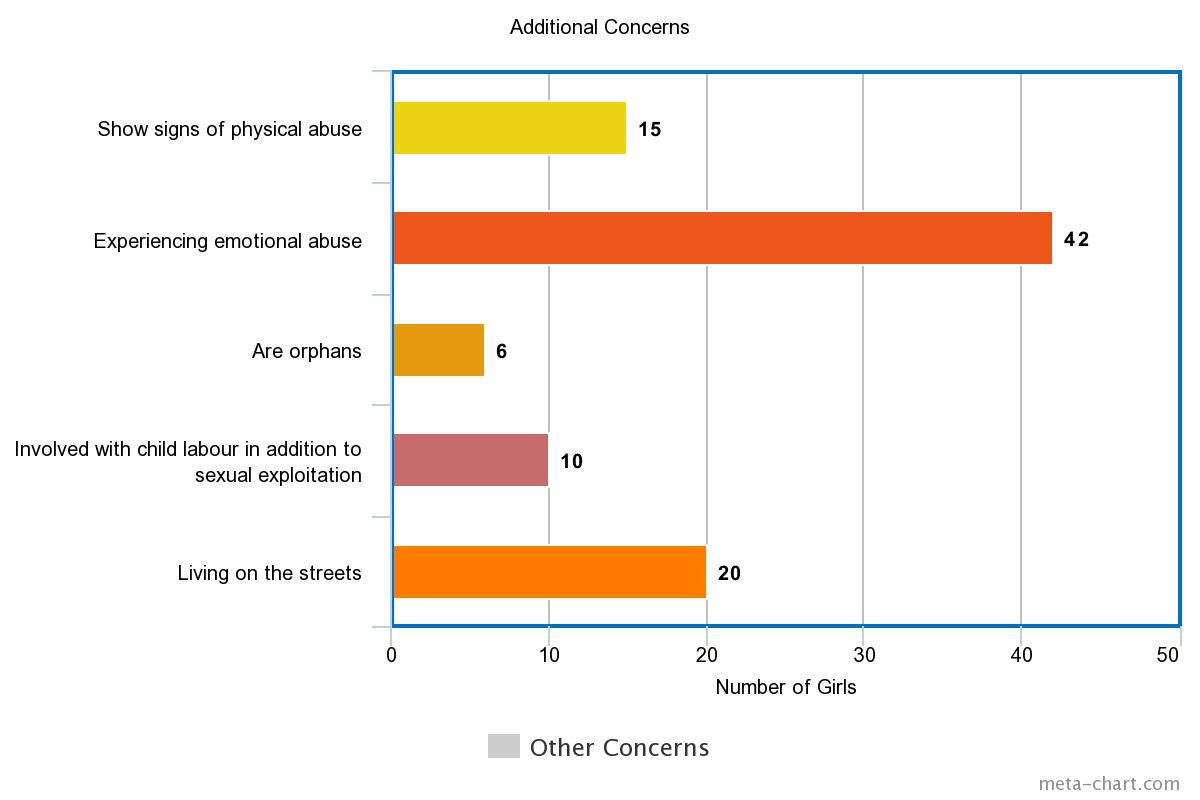 Additional Concerns
Show signs of physical abuse
15
Experiencing emotional abuse
42
Are orphans
6
Involved with child labour in addition to
sexual exploitation
10
Living on the streets
20
0 10 20 30 40 50
Number of Girls
Other Concerns
meta-chart.com